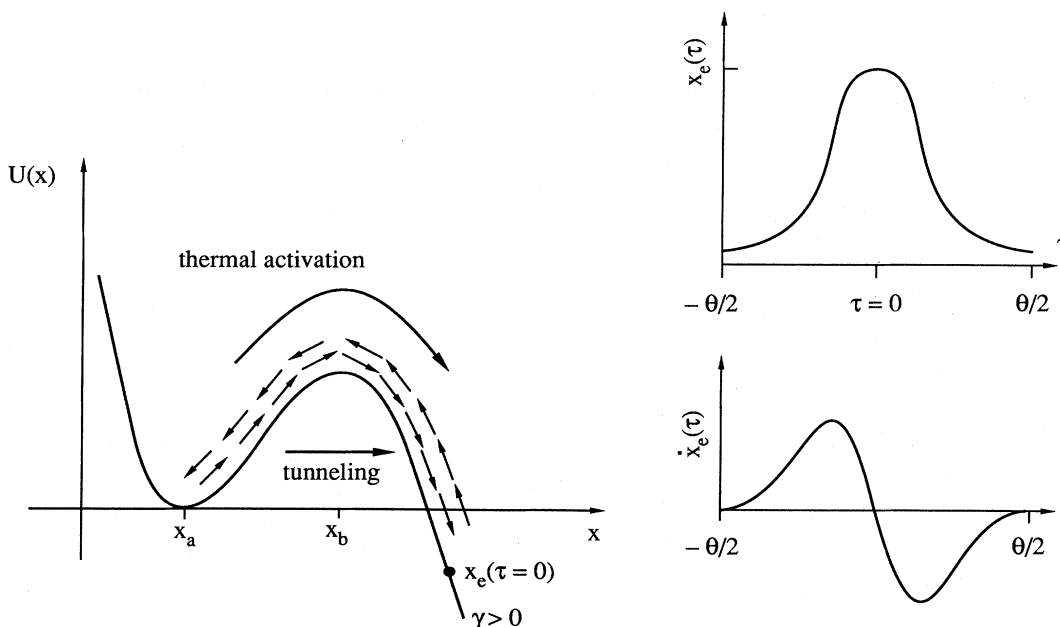 U(x)
thermal activation
tunneling
x_a
x_b
x
x_e(τ = 0)
γ > 0
x_e(τ)
– θ/2
τ = 0
θ/2
ẋ_e(τ)
– θ/2
θ/2